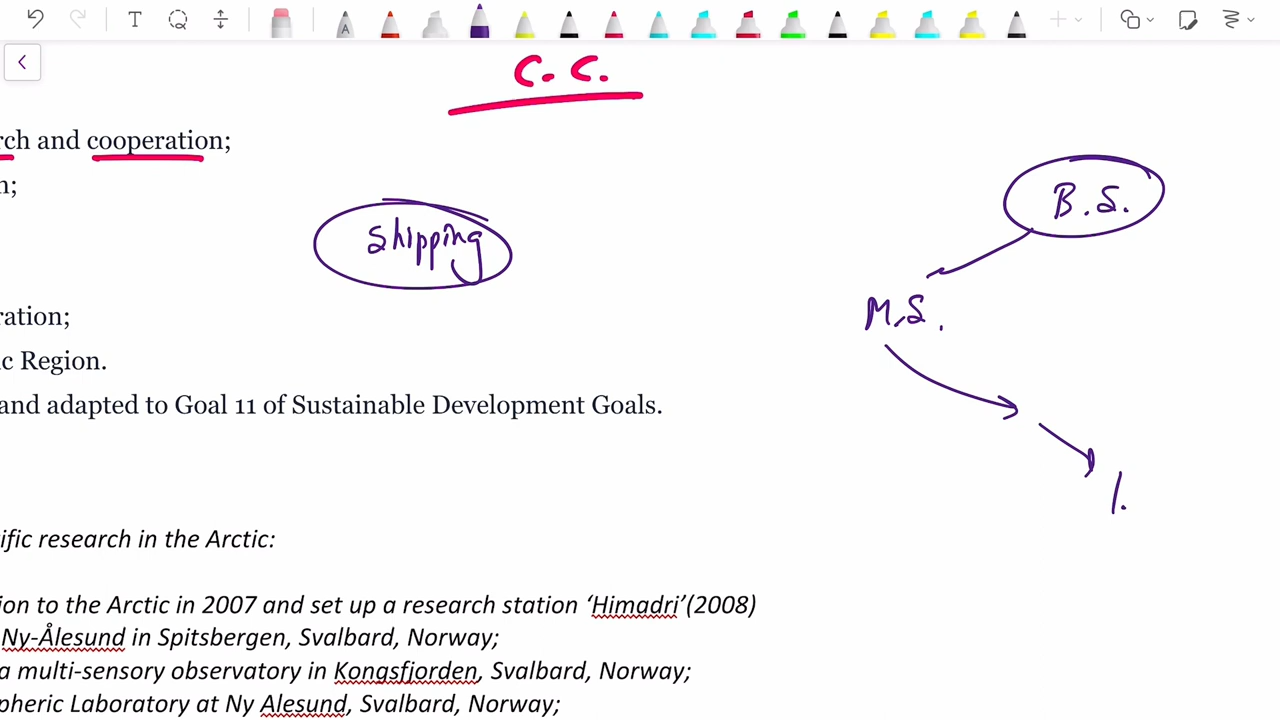 C. C.
rch and cooperation;
n;
B.S.
Shipping
M.S.
ration;
c Region.
and adapted to Goal 11 of Sustainable Development Goals.
1.
ific research in the Arctic:
ion to the Arctic in 2007 and set up a research station ‘Himadri’(2008)
Ny-Ålesund in Spitsbergen, Svalbard, Norway;
a multi-sensory observatory in Kongsfjorden, Svalbard, Norway;
pheric Laboratory at Ny Alesund, Svalbard, Norway;